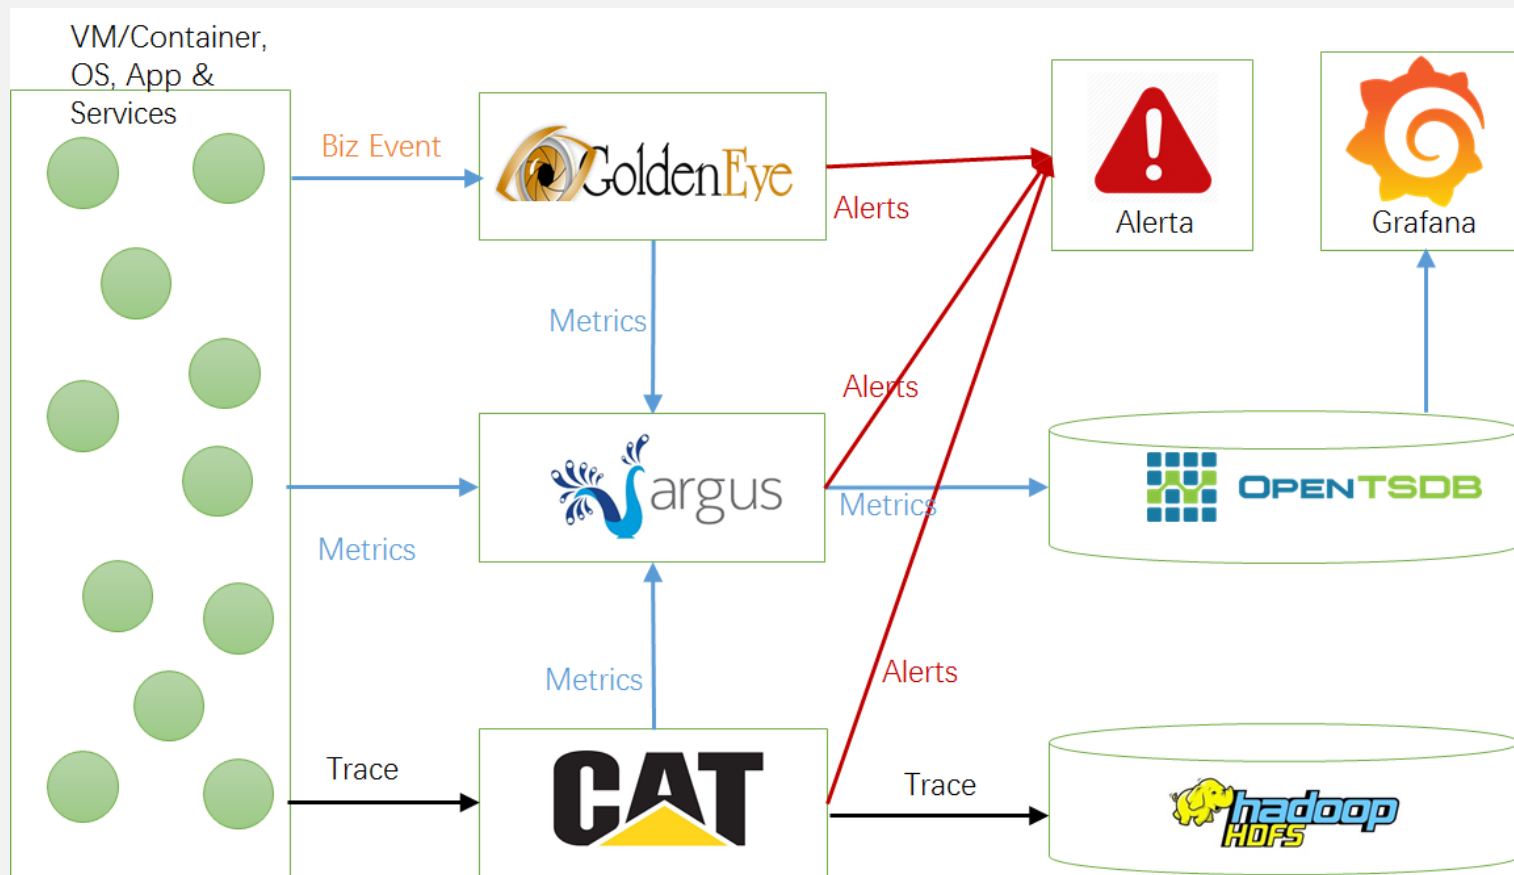 VM/Container,
OS, App &
Services
Biz Event
GoldenEye
Alerts
Alerta
Grafana
Metrics
Alerts
Metrics
argus
Metrics
OPENTSDB
Metrics
Alerts
Trace
CAT
Trace
hadoop
HDFS